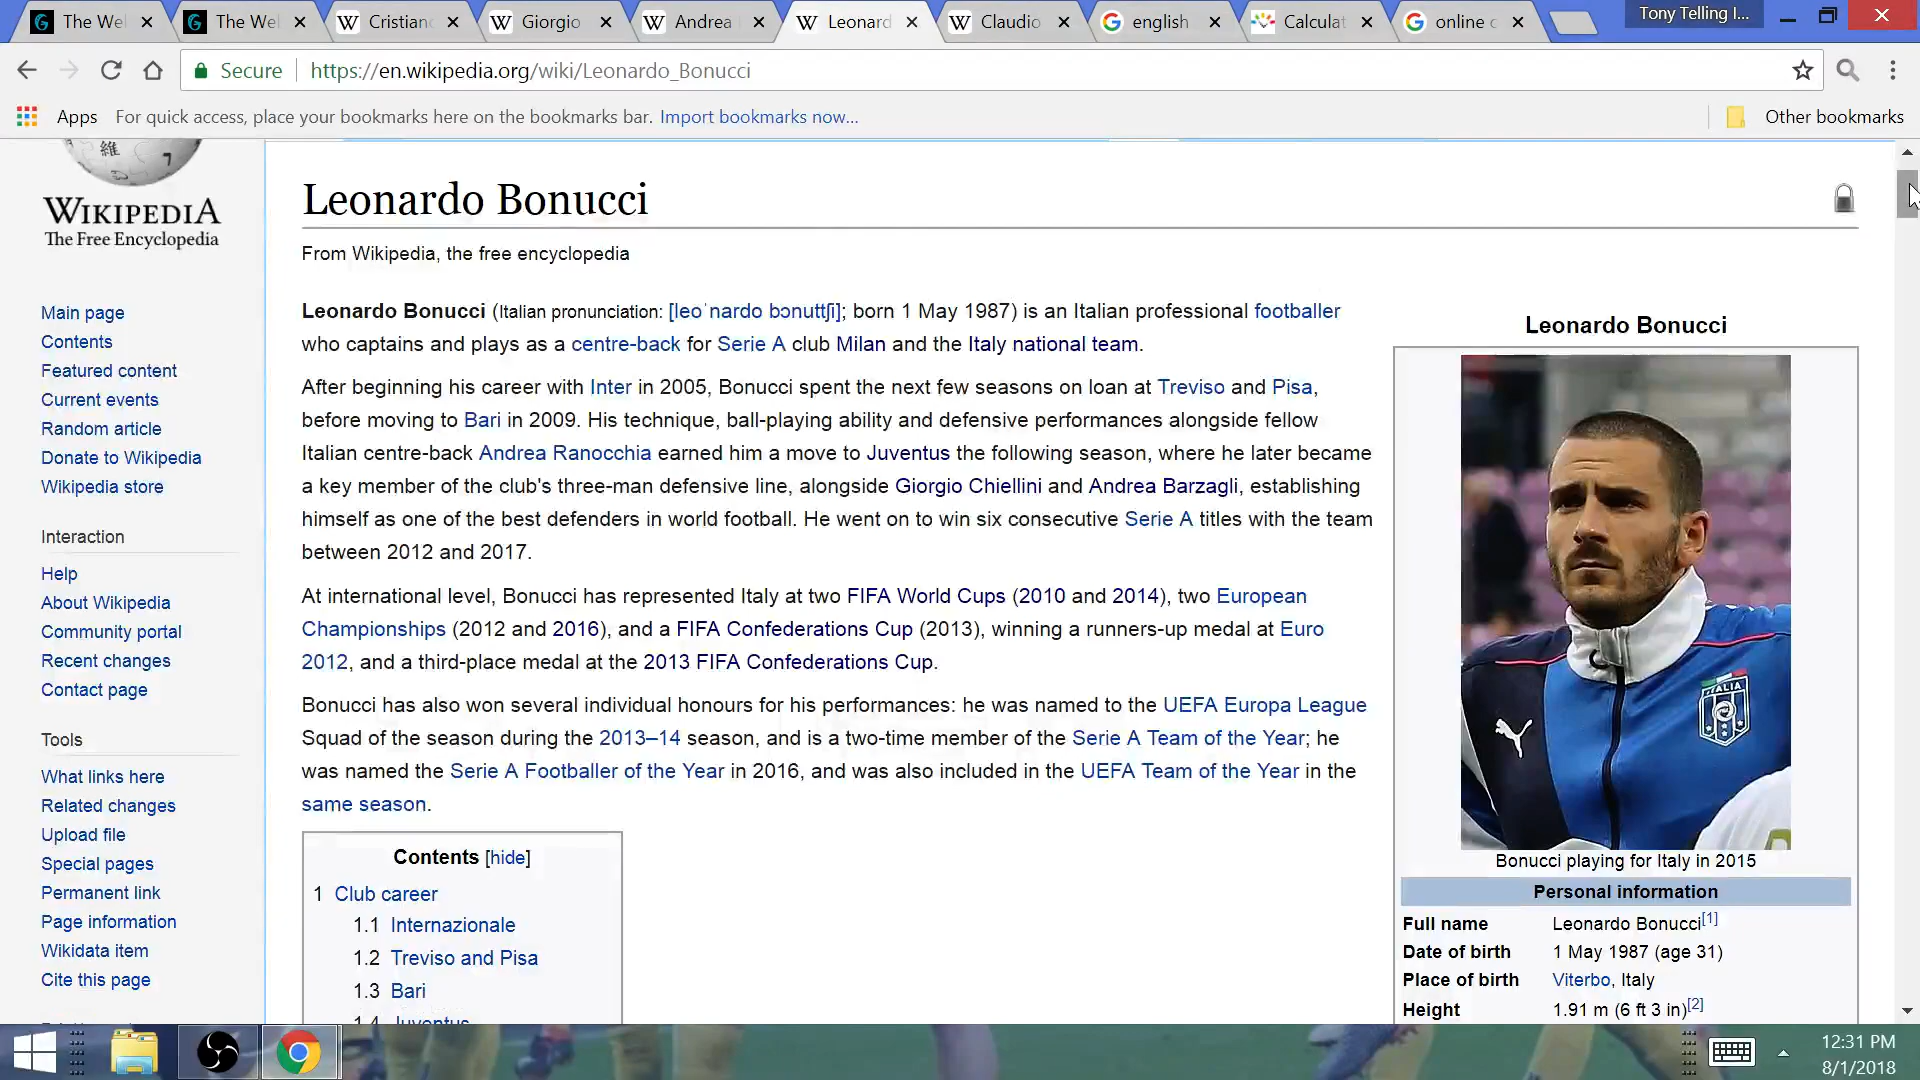 The Wel
The Wel
Cristian
Giorgio
Andrea
Leonard
Claudio
english
Calculat
online c
Tony Telling I...
Secure
https://en.wikipedia.org/wiki/Leonardo_Bonucci
Apps
For quick access, place your bookmarks here on the bookmarks bar. Import bookmarks now...
Other bookmarks
WIKIPEDIA
The Free Encyclopedia
Main page
Contents
Featured content
Current events
Random article
Donate to Wikipedia
Wikipedia store
Interaction
Help
About Wikipedia
Community portal
Recent changes
Contact page
Tools
What links here
Related changes
Upload file
Special pages
Permanent link
Page information
Wikidata item
Cite this page
Leonardo Bonucci
From Wikipedia, the free encyclopedia
Leonardo Bonucci (Italian pronunciation: [leoˈnardo bɔnuttʃi]; born 1 May 1987) is an Italian professional footballer
who captains and plays as a centre-back for Serie A club Milan and the Italy national team.
After beginning his career with Inter in 2005, Bonucci spent the next few seasons on loan at Treviso and Pisa,
before moving to Bari in 2009. His technique, ball-playing ability and defensive performances alongside fellow
Italian centre-back Andrea Ranocchia earned him a move to Juventus the following season, where he later became
a key member of the club's three-man defensive line, alongside Giorgio Chiellini and Andrea Barzagli, establishing
himself as one of the best defenders in world football. He went on to win six consecutive Serie A titles with the team
between 2012 and 2017.
At international level, Bonucci has represented Italy at two FIFA World Cups (2010 and 2014), two European
Championships (2012 and 2016), and a FIFA Confederations Cup (2013), winning a runners-up medal at Euro
2012, and a third-place medal at the 2013 FIFA Confederations Cup.
Bonucci has also won several individual honours for his performances: he was named to the UEFA Europa League
Squad of the season during the 2013–14 season, and is a two-time member of the Serie A Team of the Year; he
was named the Serie A Footballer of the Year in 2016, and was also included in the UEFA Team of the Year in the
same season.
Contents [hide]
1 Club career
1.1 Internazionale
1.2 Treviso and Pisa
1.3 Bari
1.4 Juventus
Leonardo Bonucci
ITALIA
Bonucci playing for Italy in 2015
Personal information
Full name Leonardo Bonucci[1]
Date of birth 1 May 1987 (age 31)
Place of birth Viterbo, Italy
Height 1.91 m (6 ft 3 in)[2]
12:31 PM
8/1/2018